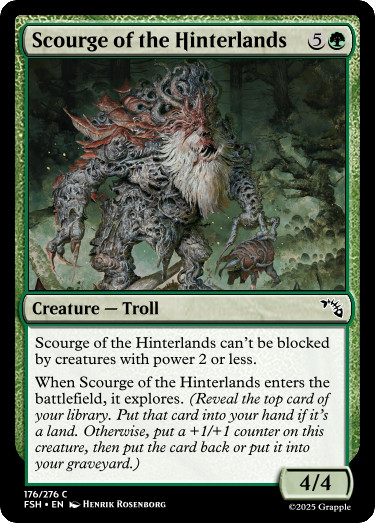 Scourge of the Hinterlands 5
Creature — Troll
Scourge of the Hinterlands can't be blocked
by creatures with power 2 or less.
When Scourge of the Hinterlands enters the
battlefield, it explores. (Reveal the top card of
your library. Put that card into your hand if it's
a land. Otherwise, put a +1/+1 counter on this
creature, then put the card back or put it into
your graveyard.)
4/4
176/276 C
FSH • EN Henrik Rosenborg
©2025 Grapple